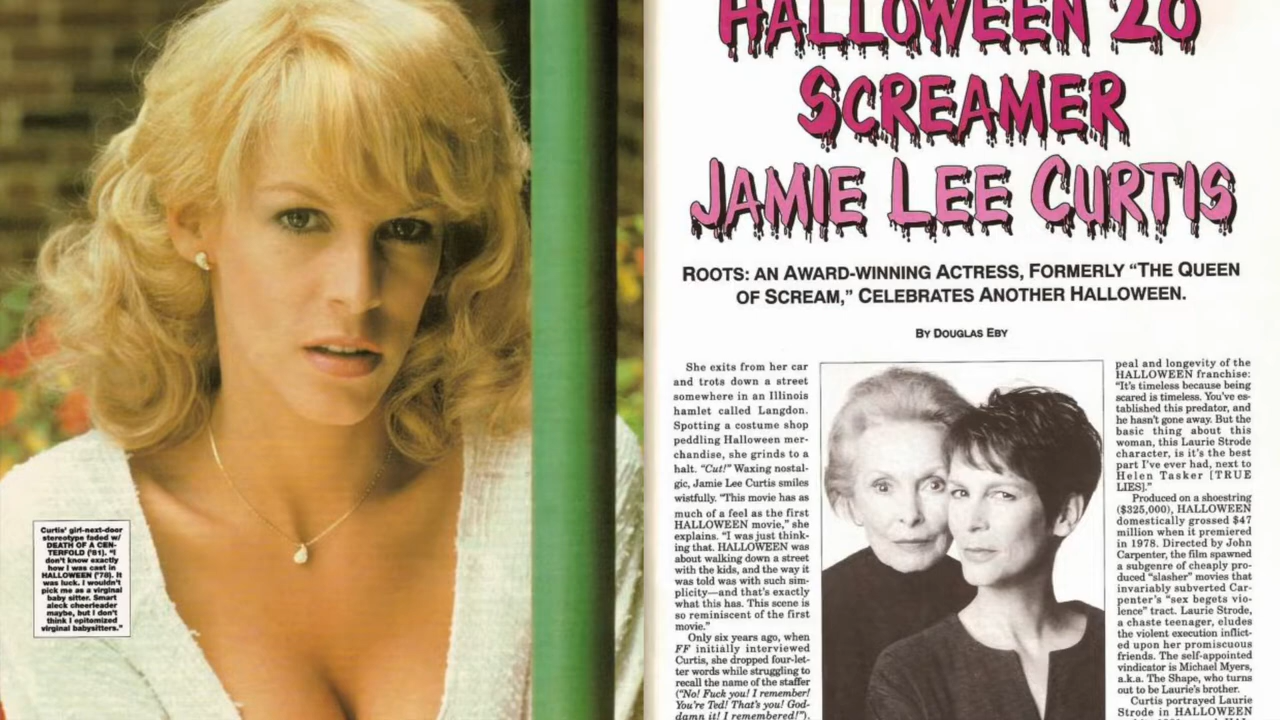 Curtis' girl-next-door
stereotype faded w/
DEATH OF A CEN-
TERFOLD ('81). "I
don't know exactly
how I was cast in
HALLOWEEN ('78). It
was luck. I wouldn't
pick me as a virginal
baby sitter. Smart
aleck cheerleader
maybe, but I don't
think I epitomized
virginal babysitters."
HALLOWEEN '20
SCREAMER
JAMIE LEE CURTIS
ROOTS: AN AWARD-WINNING ACTRESS, FORMERLY "THE QUEEN
OF SCREAM," CELEBRATES ANOTHER HALLOWEEN.
BY DOUGLAS EBY
She exits from her car
and trots down a street
somewhere in an Illinois
hamlet called Langdon.
Spotting a costume shop
peddling Halloween mer-
chandise, she grinds to a
halt. "Cut!" Waxing nostal-
gic, Jamie Lee Curtis smiles
wistfully. "This movie has as
much of a feel as the first
HALLOWEEN movie," she
explains. "I was just think-
ing that. HALLOWEEN was
about walking down a street
with the kids, and the way it
was told was with such sim-
plicity—and that's exactly
what this has. This scene is
so reminiscent of the first
movie."
Only six years ago, when
FF initially interviewed
Curtis, she dropped four-let-
ter words while struggling to
recall the name of the staffer
("No! Fuck you! I remember!
You're Ted! That's you! God-
damn it! I remembered!").
peal and longevity of the
HALLOWEEN franchise:
"It's timeless because being
scared is timeless. You've es-
tablished this predator, and
he hasn't gone away. But the
basic thing about this
woman, this Laurie Strode
character, is it's the best
part I've ever had, next to
Helen Tasker [TRUE
LIES]."
Produced on a shoestring
($325,000), HALLOWEEN
domestically grossed $47
million when it premiered
in 1978. Directed by John
Carpenter, the film spawned
a subgenre of cheaply pro-
duced "slasher" movies that
invariably subverted Car-
penter's "sex begets vio-
lence" tract. Laurie Strode,
a chaste teenager, eludes
the violent execution inflict-
ed upon her promiscuous
friends. The self-appointed
vindicator is Michael Myers,
a.k.a. The Shape, who turns
out to be Laurie's brother.
Curtis portrayed Laurie
Strode in HALLOWEEN